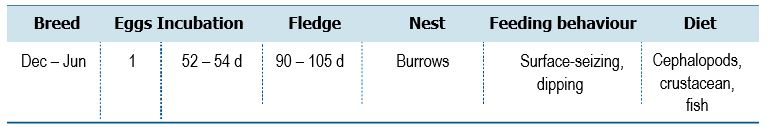 Breed Eggs Incubation Fledge Nest Feeding behaviour Diet
Dec – Jun 1 52 – 54 d 90 – 105 d Burrows Surface-seizing, Cephalopods,
dipping crustacean,
fish